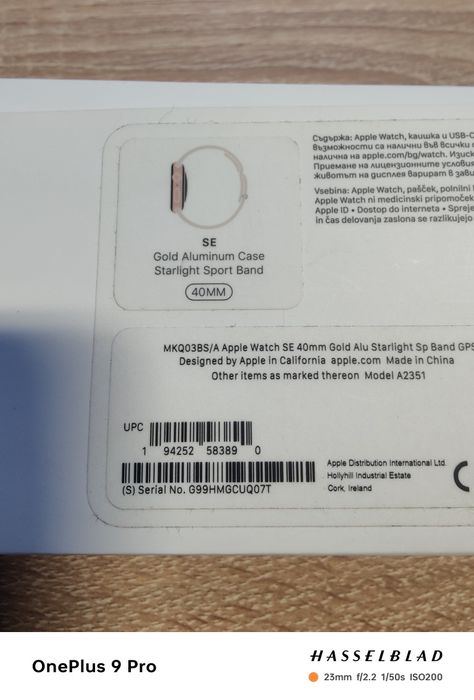 Съдържа: Apple Watch, каишка и USB-C
възможности са налични във всички
налична на apple.com/bg/watch. Изиск
Приемане на лицензионните условия
животът на дисплея варират в зави
Vsebina: Apple Watch, pašček, polnilni
Apple Watch ni medicinski pripomoček
Apple ID • Dostop do interneta • Spreje
in čas delovanja zaslona se razlikujejo
SE
Gold Aluminum Case
Starlight Sport Band
40MM
MKQ03BS/A Apple Watch SE 40mm Gold Alu Starlight Sp Band GPS
Designed by Apple in California apple.com Made in China
Other items as marked thereon Model A2351
UPC
1 94252 58389 0
(S) Serial No. G99HMGCUQ07T
Apple Distribution International Ltd.
Hollyhill Industrial Estate
Cork, Ireland
OnePlus 9 Pro
HASSELBLAD
23mm f/2.2 1/50s ISO200